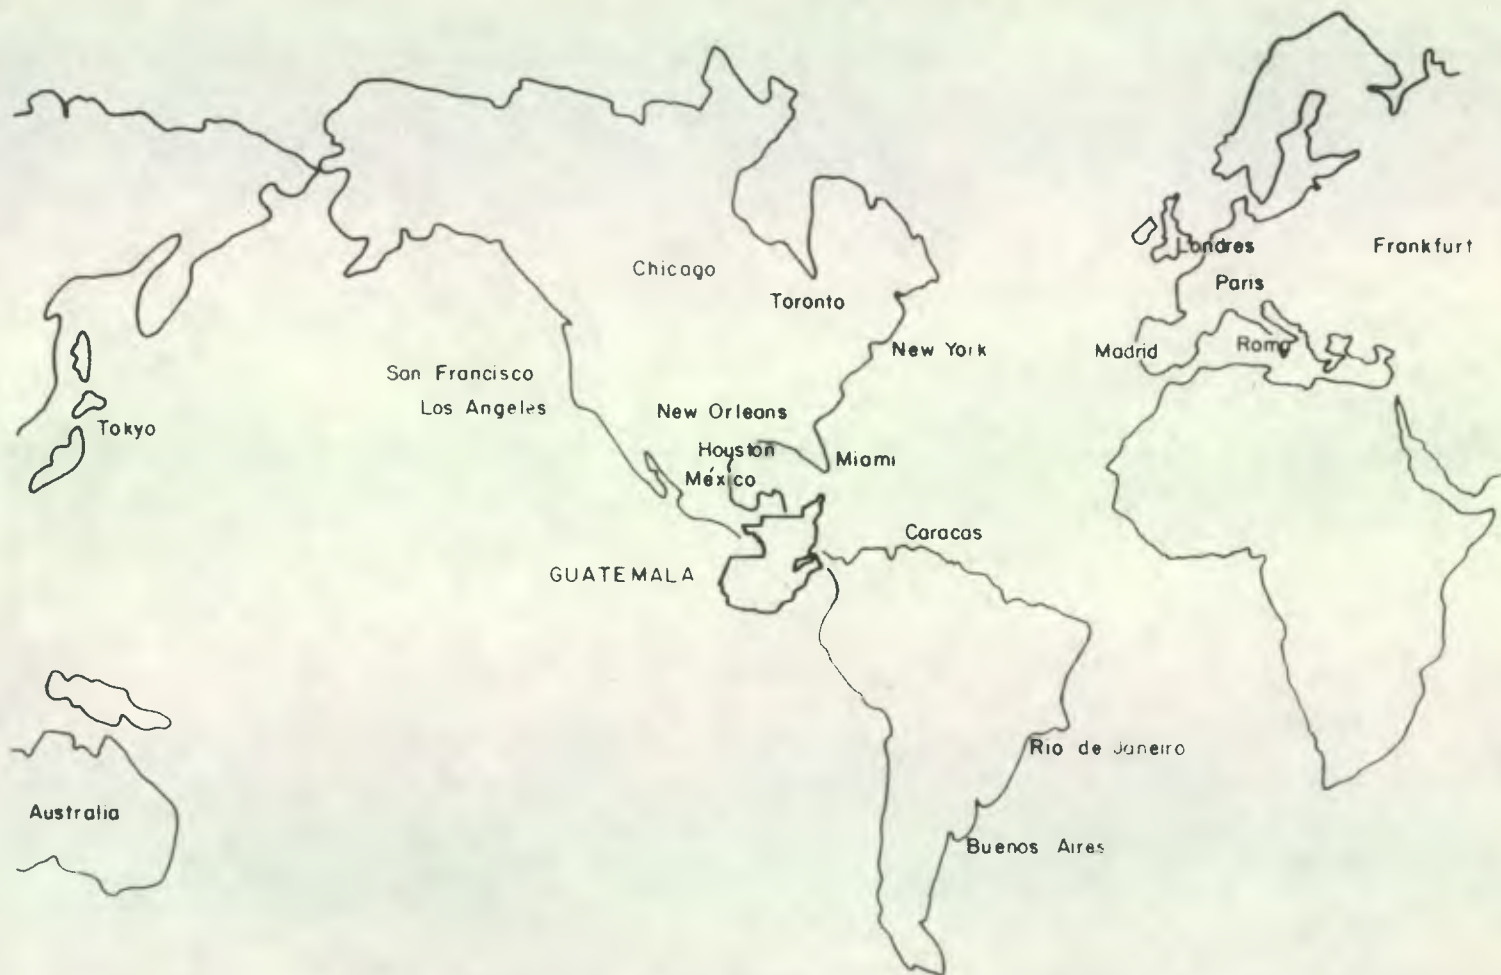 Londres
Frankfurt
Chicago
Paris
Toronto
New York
Madrid
Roma
San Francisco
Los Angeles
New Orleans
Tokyo
Houston
Miami
México
Caracas
GUATEMALA
Rio de Janeiro
Australia
Buenos Aires